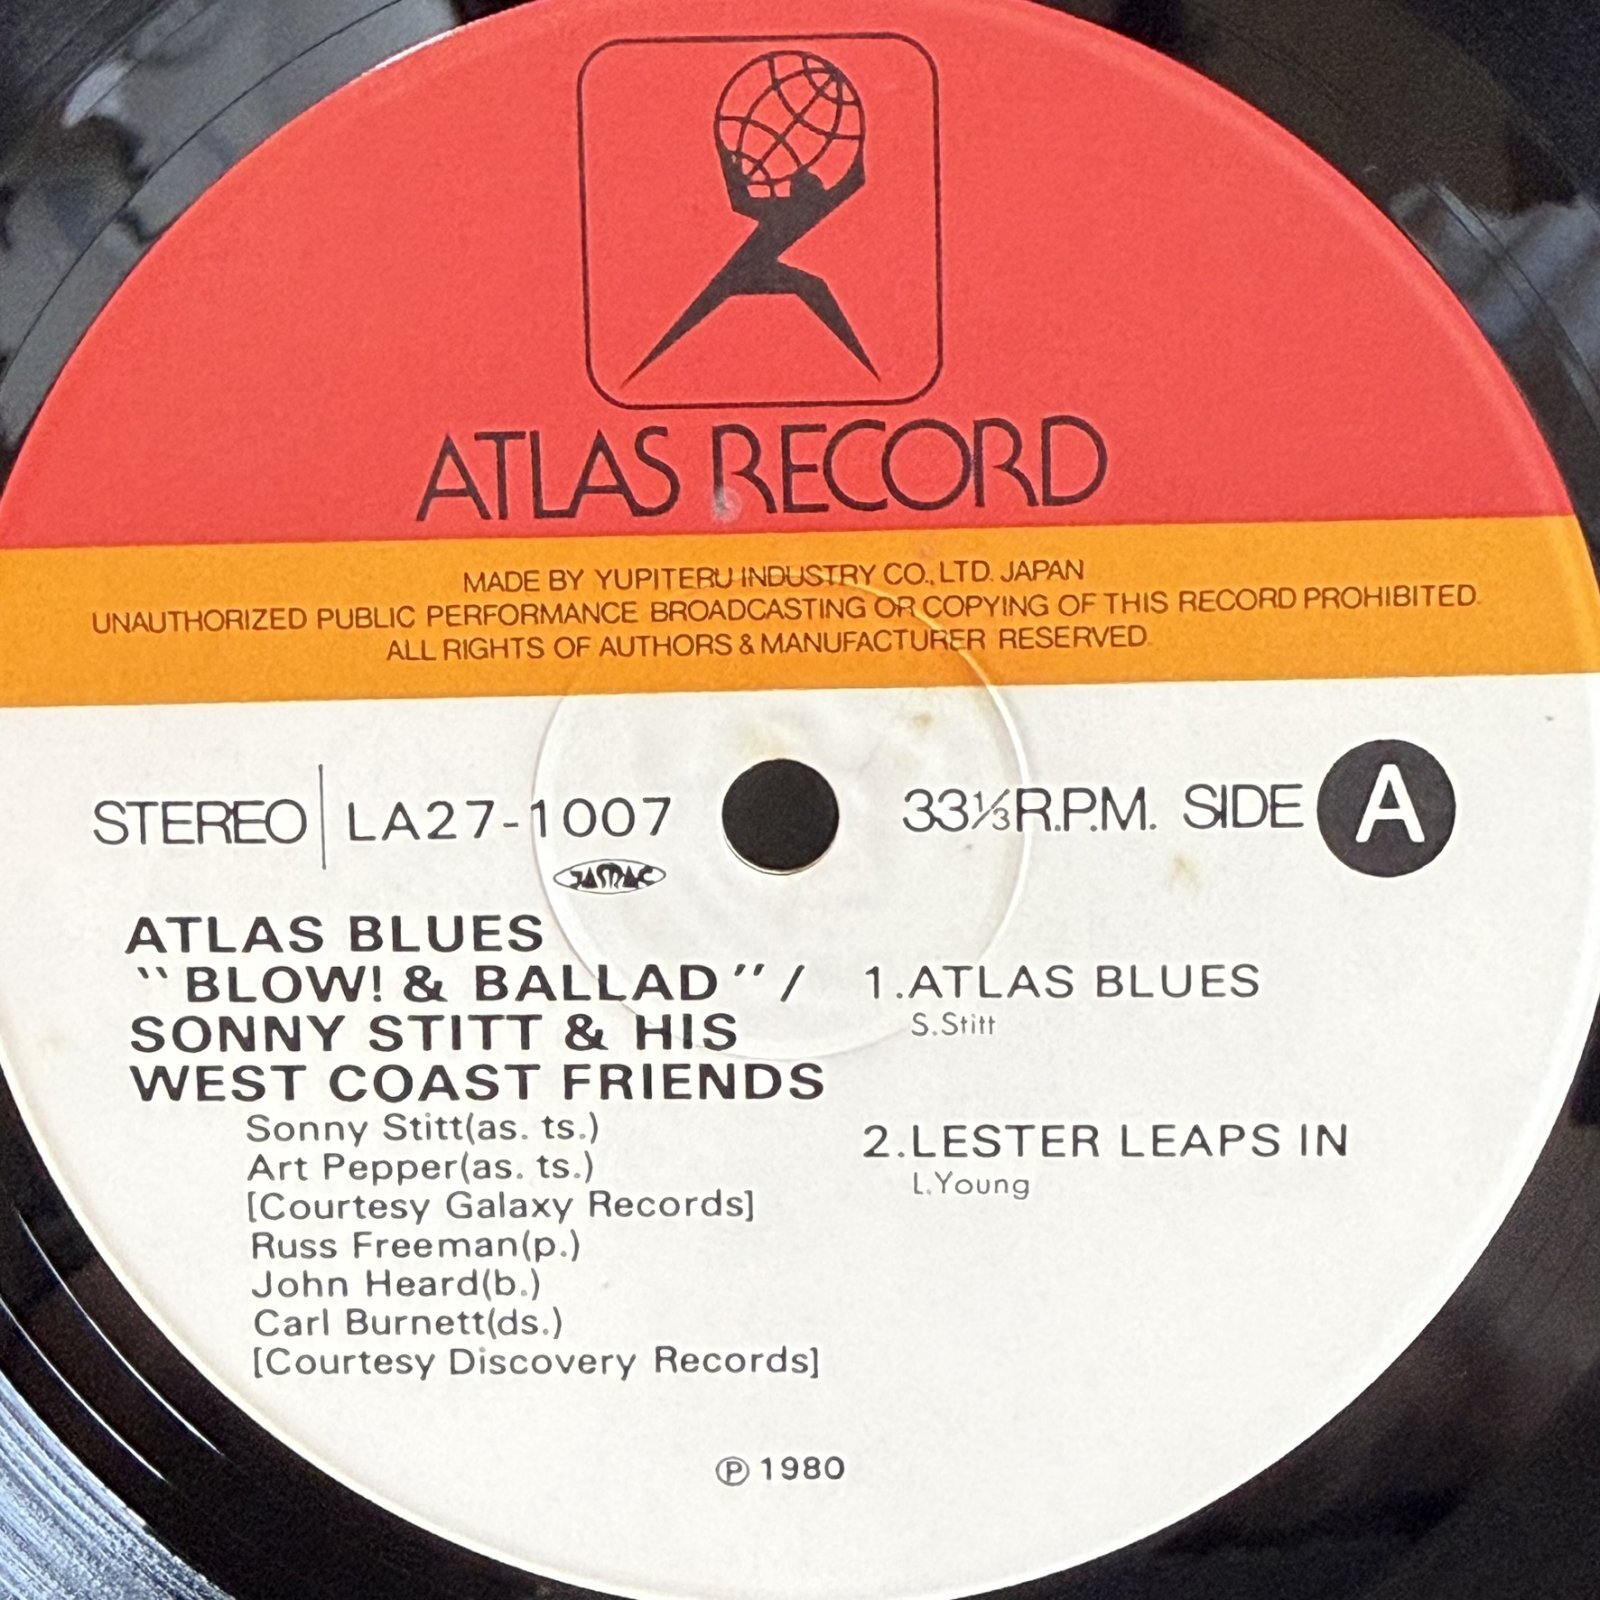 ATLAS RECORD
MADE BY YUPITERU INDUSTRY CO., LTD. JAPAN
UNAUTHORIZED PUBLIC PERFORMANCE BROADCASTING OR COPYING OF THIS RECORD PROHIBITED.
ALL RIGHTS OF AUTHORS & MANUFACTURER RESERVED.
STEREO LA27-1007
33⅓ R.P.M. SIDE A
JASRAC
ATLAS BLUES
"BLOW! & BALLAD" /
SONNY STITT & HIS
WEST COAST FRIENDS
Sonny Stitt(as. ts.)
Art Pepper(as. ts.)
[Courtesy Galaxy Records]
Russ Freeman(p.)
John Heard(b.)
Carl Burnett(ds.)
[Courtesy Discovery Records]
1.ATLAS BLUES
S.Stitt
2.LESTER LEAPS IN
L.Young
℗ 1980